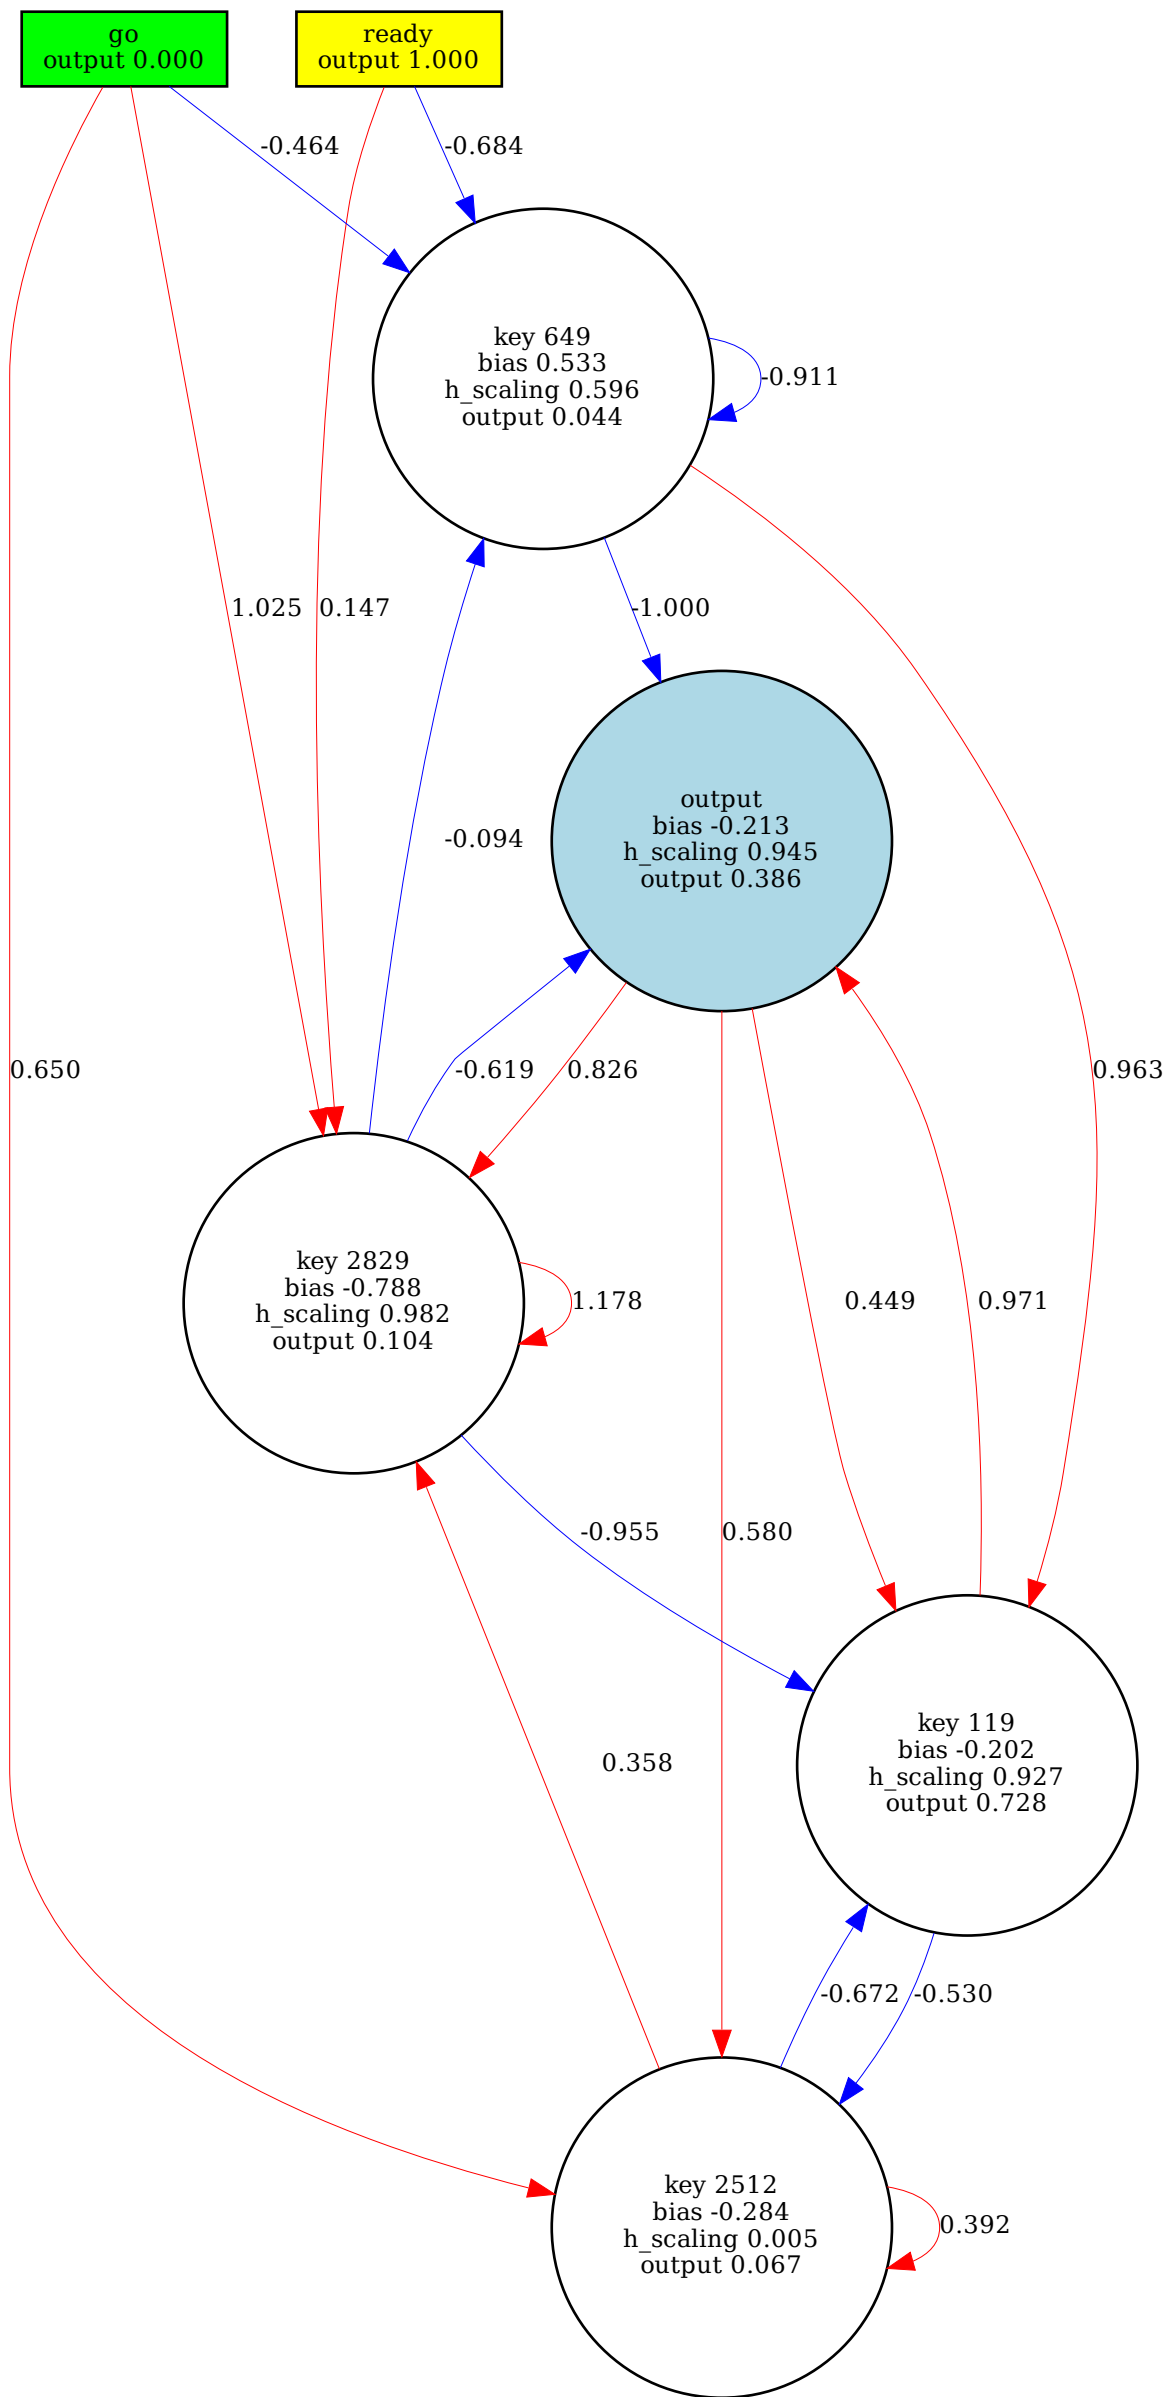 go
output 0.000
ready
output 1.000
-0.464
-0.684
key 649
bias 0.533
h_scaling 0.596
output 0.044
-0.911
1.025
0.147
-1.000
output
bias -0.213
h_scaling 0.945
output 0.386
-0.094
0.650
-0.619
0.826
0.963
key 2829
bias -0.788
h_scaling 0.982
output 0.104
1.178
0.449
0.971
-0.955
0.580
key 119
bias -0.202
h_scaling 0.927
output 0.728
0.358
-0.672
-0.530
key 2512
bias -0.284
h_scaling 0.005
output 0.067
0.392